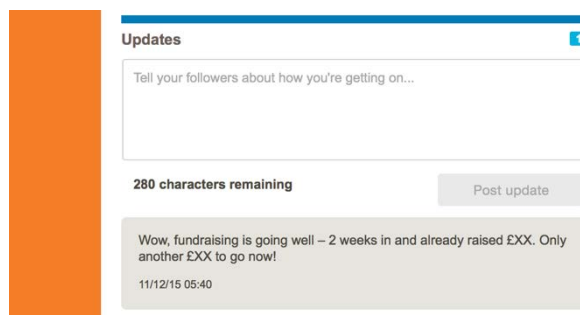 Updates
Tell your followers about how you're getting on...
280 characters remaining
Post update
Wow, fundraising is going well – 2 weeks in and already raised £XX. Only
another £XX to go now!
11/12/15 05:40